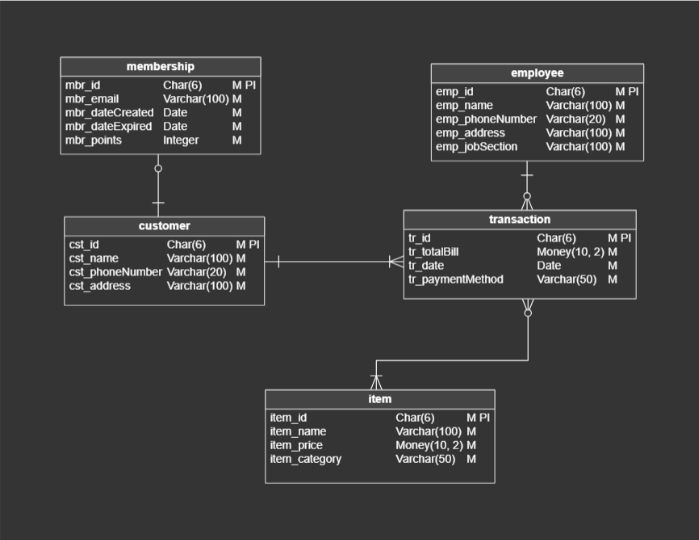 membership
mbr_id Char(6) M PI
mbr_email Varchar(100) M
mbr_dateCreated Date M
mbr_dateExpired Date M
mbr_points Integer M
employee
emp_id Char(6) M PI
emp_name Varchar(100) M
emp_phoneNumber Varchar(20) M
emp_address Varchar(100) M
emp_jobSection Varchar(100) M
customer
cst_id Char(6) M PI
cst_name Varchar(100) M
cst_phoneNumber Varchar(20) M
cst_address Varchar(100) M
transaction
tr_id Char(6) M PI
tr_totalBill Money(10, 2) M
tr_date Date M
tr_paymentMethod Varchar(50) M
item
item_id Char(6) M PI
item_name Varchar(100) M
item_price Money(10, 2) M
item_category Varchar(50) M